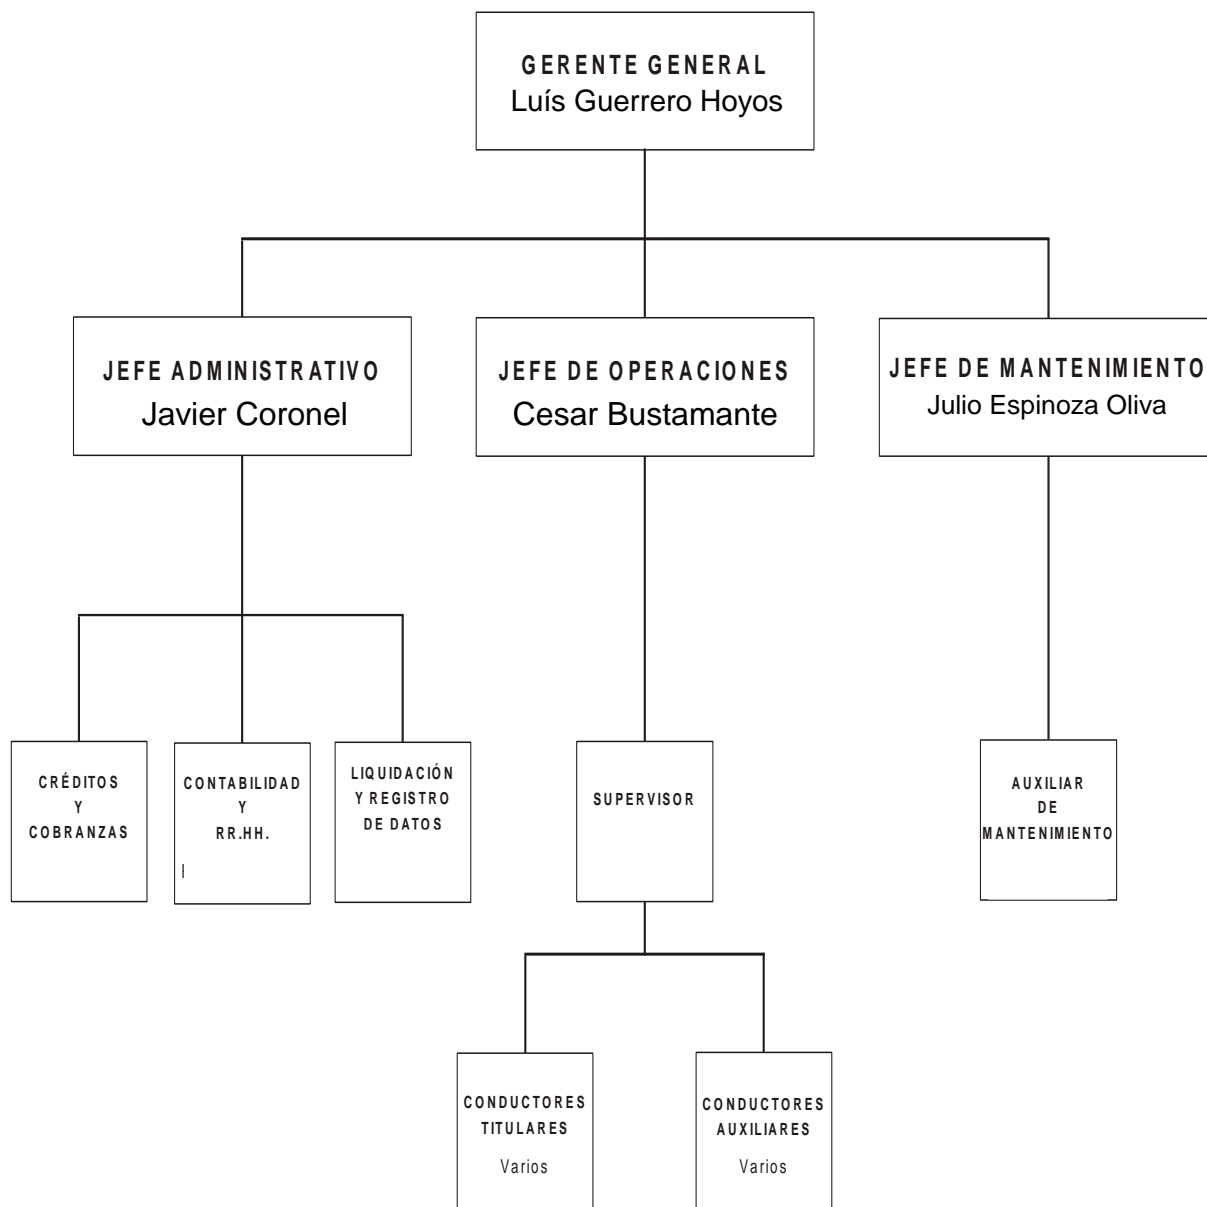 GERENTE GENERAL
Luís Guerrero Hoyos
JEFE ADMINISTRATIVO
Javier Coronel
JEFE DE OPERACIONES
Cesar Bustamante
JEFE DE MANTENIMIENTO
Julio Espinoza Oliva
CRÉDITOS
Y
COBRANZAS
CONTABILIDAD
Y
RR.HH.
LIQUIDACIÓN
Y REGISTRO
DE DATOS
SUPERVISOR
AUXILIAR
DE
MANTENIMIENTO
CONDUCTORES
TITULARES
Varios
CONDUCTORES
AUXILIARES
Varios